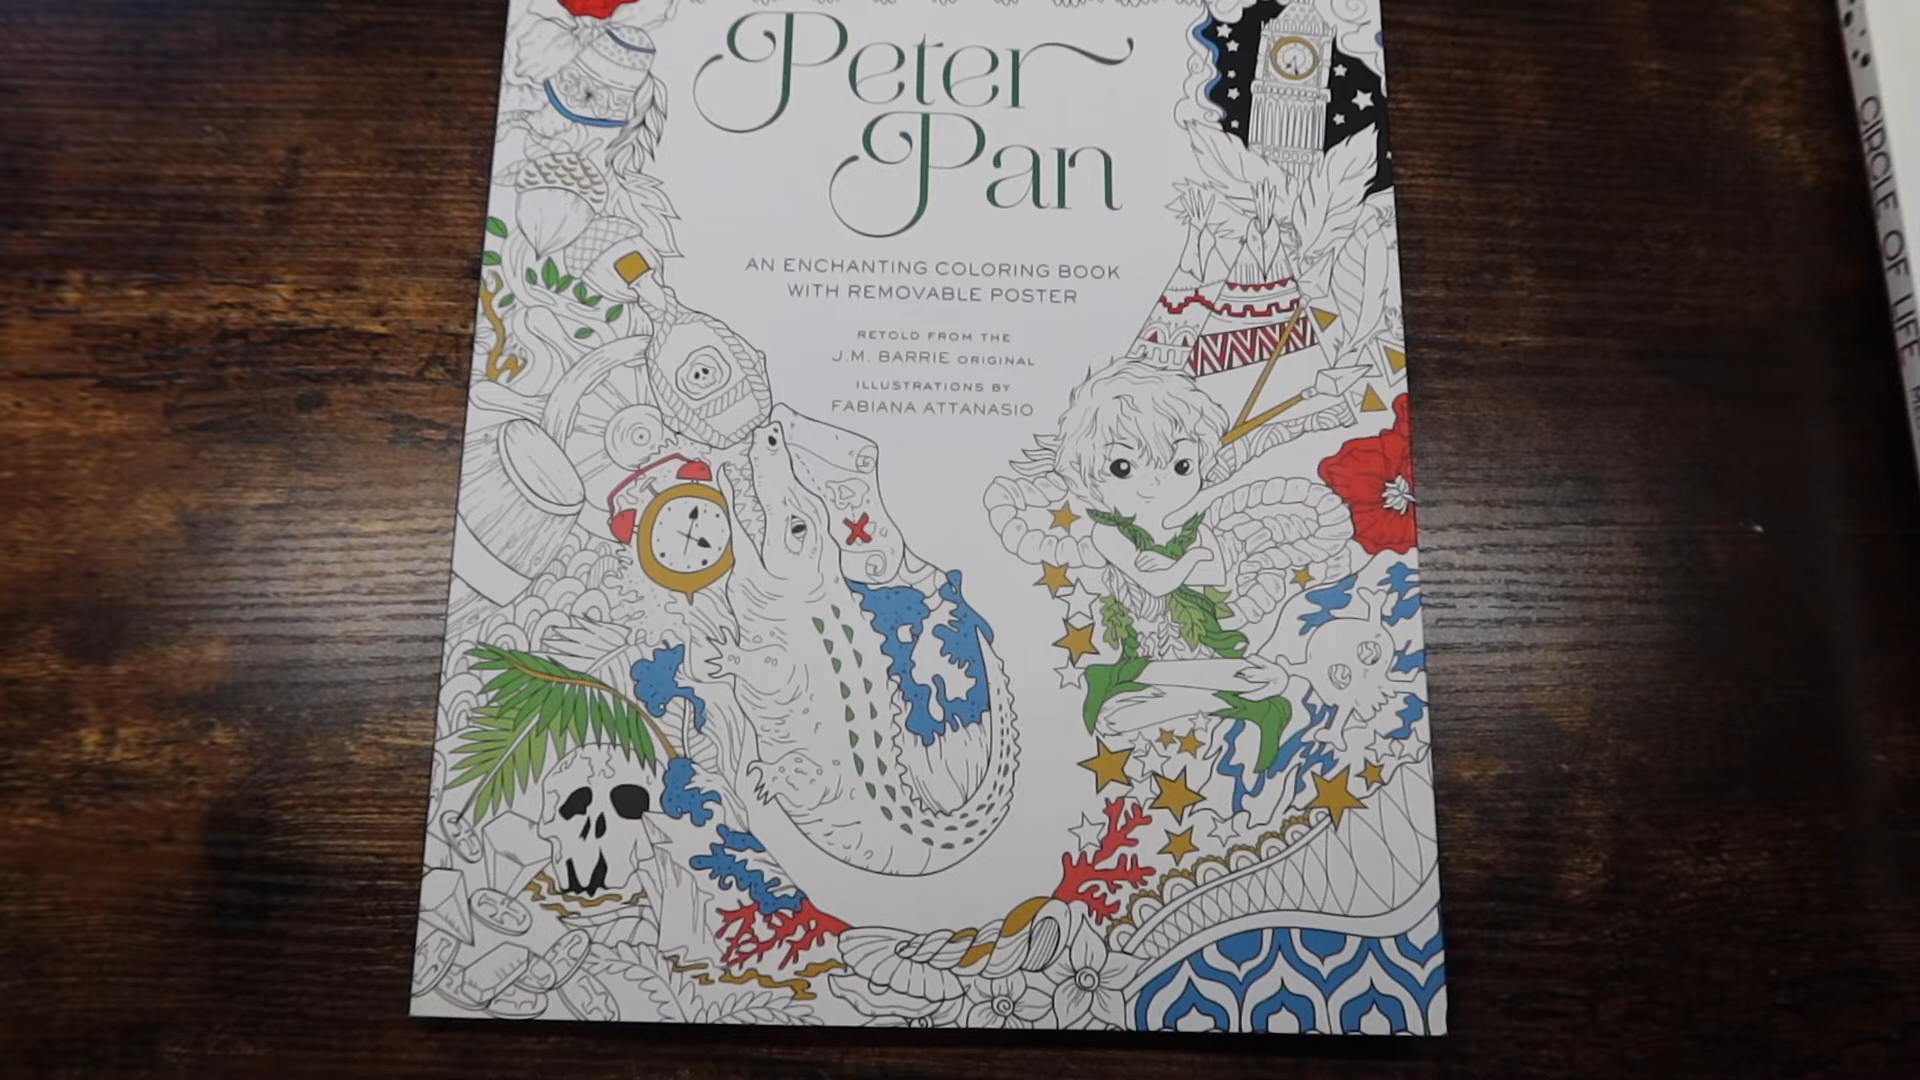 Peter
Pan
AN ENCHANTING COLORING BOOK
WITH REMOVABLE POSTER
RETOLD FROM THE
J.M. BARRIE ORIGINAL
ILLUSTRATIONS BY
FABIANA ATTANASIO
CIRCLE OF LIFE